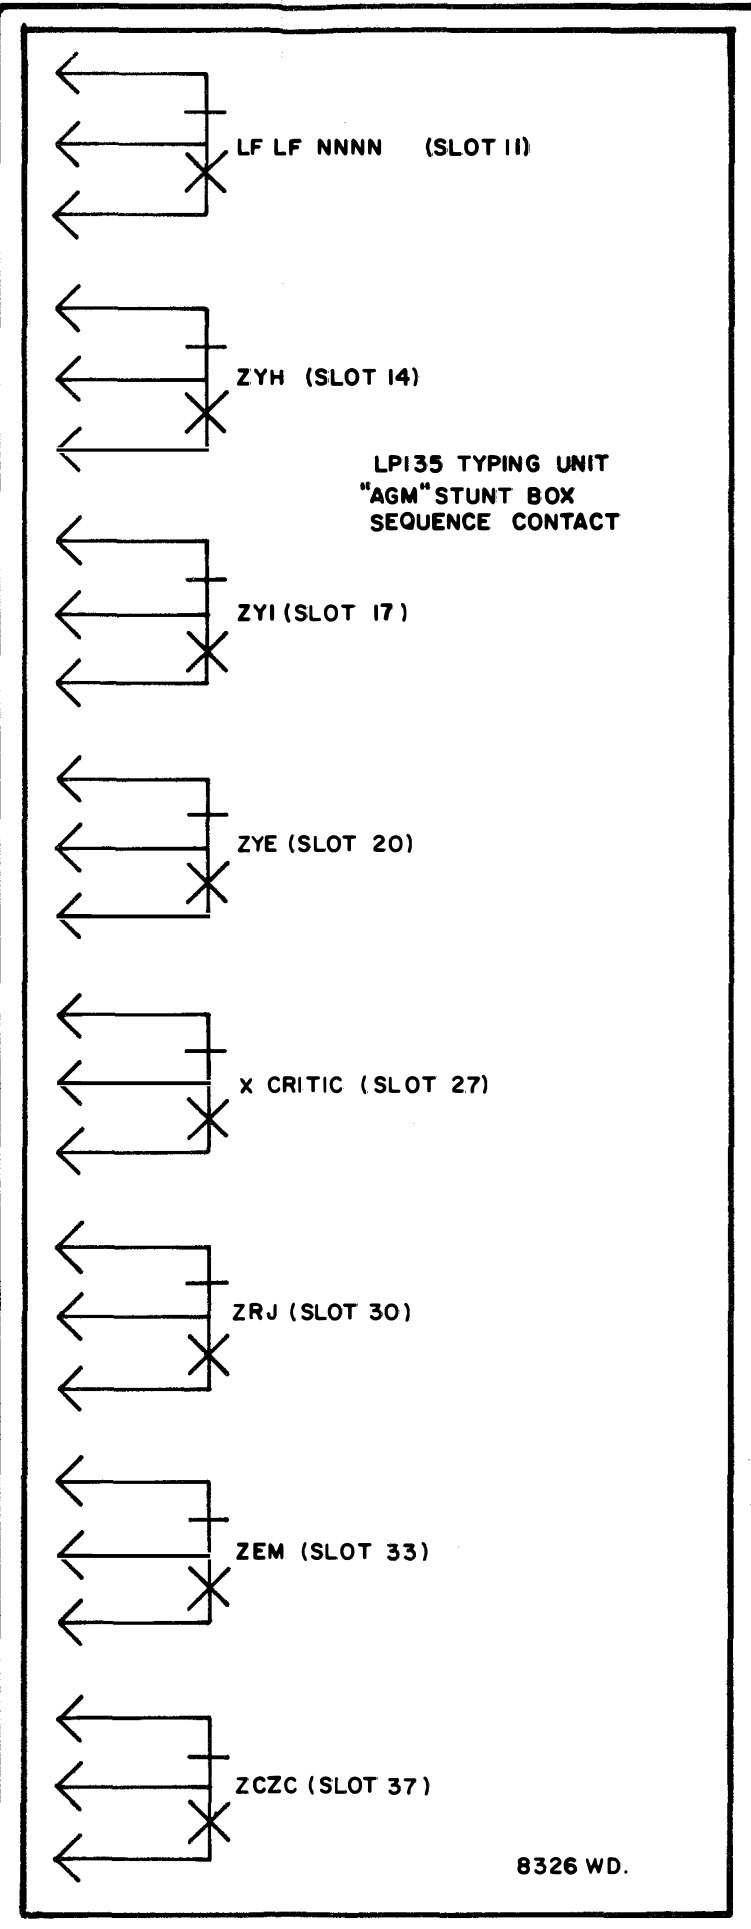 LF LF NNNN (SLOT 11)
ZYH (SLOT 14)
LP135 TYPING UNIT
"AGM" STUNT BOX
SEQUENCE CONTACT
ZYI (SLOT 17)
ZYE (SLOT 20)
X CRITIC (SLOT 27)
ZRJ (SLOT 30)
ZEM (SLOT 33)
ZCZC (SLOT 37)
8326 WD.